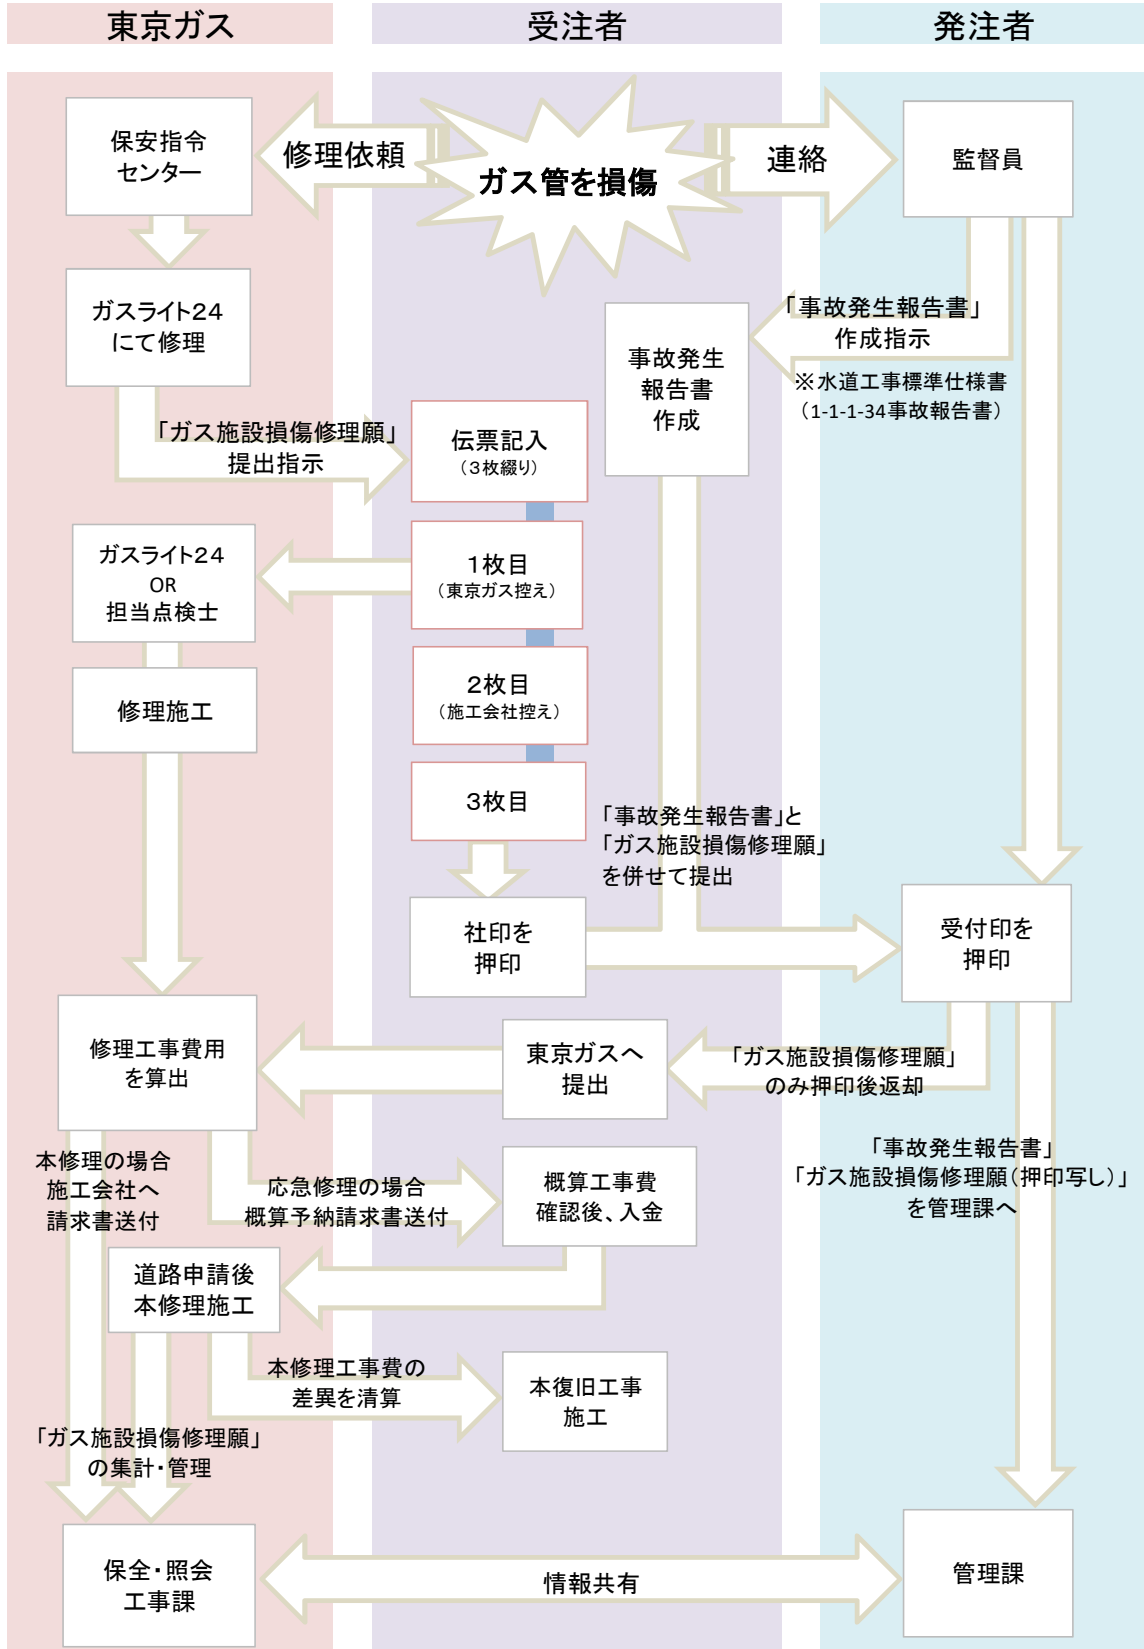 東京ガス
受注者
発注者
保安指令
センター
修理依頼
ガス管を損傷
連絡
監督員
ガスライト24
にて修理
「事故発生報告書」
作成指示
※水道工事標準仕様書
（1-1-1-34事故報告書）
事故発生
報告書
作成
「ガス施設損傷修理願」
提出指示
伝票記入
（３枚綴り）
ガスライト24
OR
担当点検士
１枚目
（東京ガス控え）
２枚目
（施工会社控え）
修理施工
３枚目
「事故発生報告書」と
「ガス施設損傷修理願」
を併せて提出
社印を
押印
受付印を
押印
修理工事費用
を算出
東京ガスへ
提出
「ガス施設損傷修理願」
のみ押印後返却
本修理の場合
施工会社へ
請求書送付
応急修理の場合
概算予納請求書送付
概算工事費
確認後、入金
「事故発生報告書」
「ガス施設損傷修理願（押印写し）」
を管理課へ
道路申請後
本修理施工
本修理工事費の
差異を清算
本復旧工事
施工
「ガス施設損傷修理願」
の集計・管理
保全・照会
工事課
情報共有
管理課